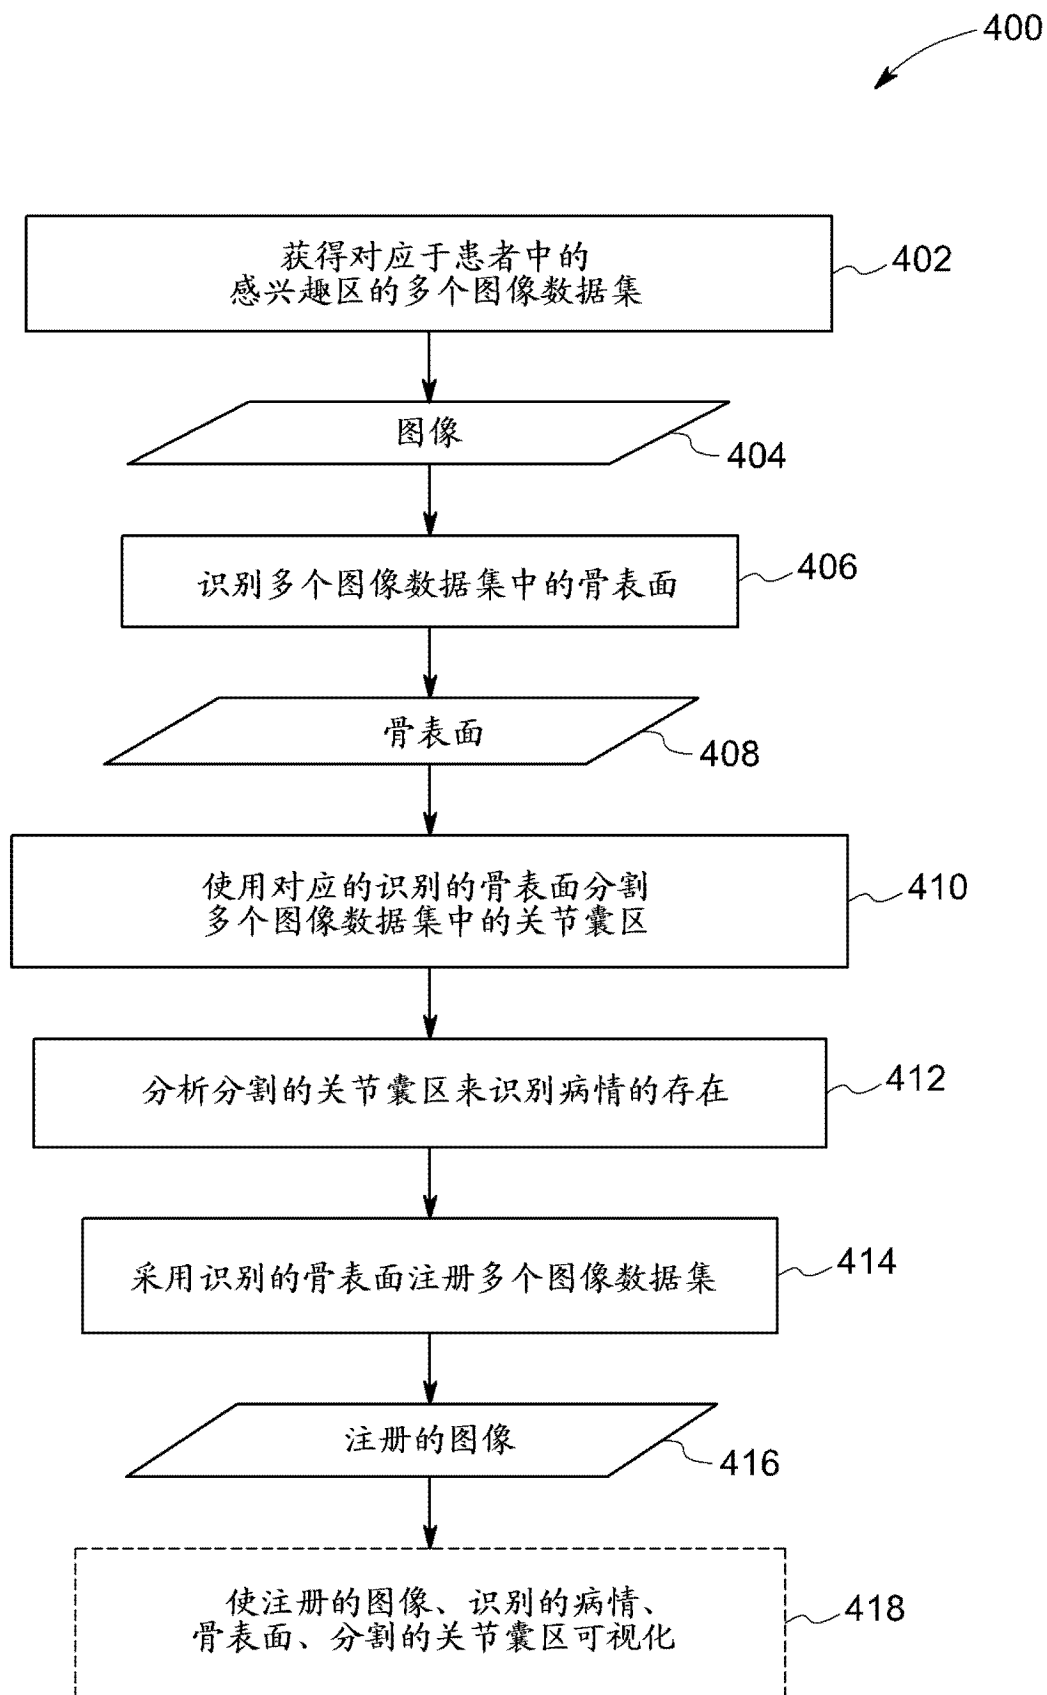 400
获得对应于患者中的
感兴趣区的多个图像数据集
402
图像
404
识别多个图像数据集中的骨表面
406
骨表面
408
使用对应的识别的骨表面分割
多个图像数据集中的关节囊区
410
分析分割的关节囊区来识别病情的存在
412
采用识别的骨表面注册多个图像数据集
414
注册的图像
416
使注册的图像、识别的病情、
骨表面、分割的关节囊区可视化
418